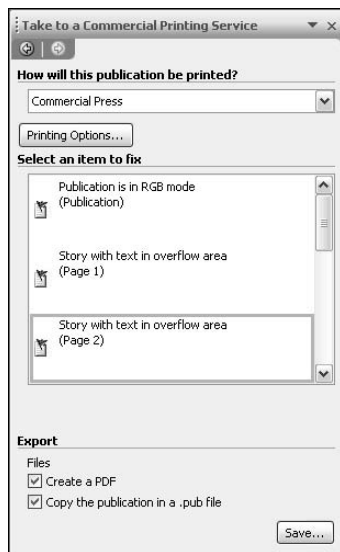 Take to a Commercial Printing Service
How will this publication be printed?
Commercial Press
Printing Options...
Select an item to fix
Publication is in RGB mode
(Publication)
Story with text in overflow area
(Page 1)
Story with text in overflow area
(Page 2)
Export
Files
Create a PDF
Copy the publication in a .pub file
Save...